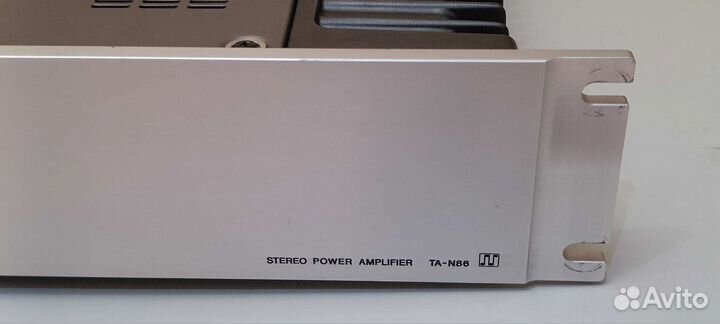 STEREO POWER AMPLIFIER TA-N86
Avito